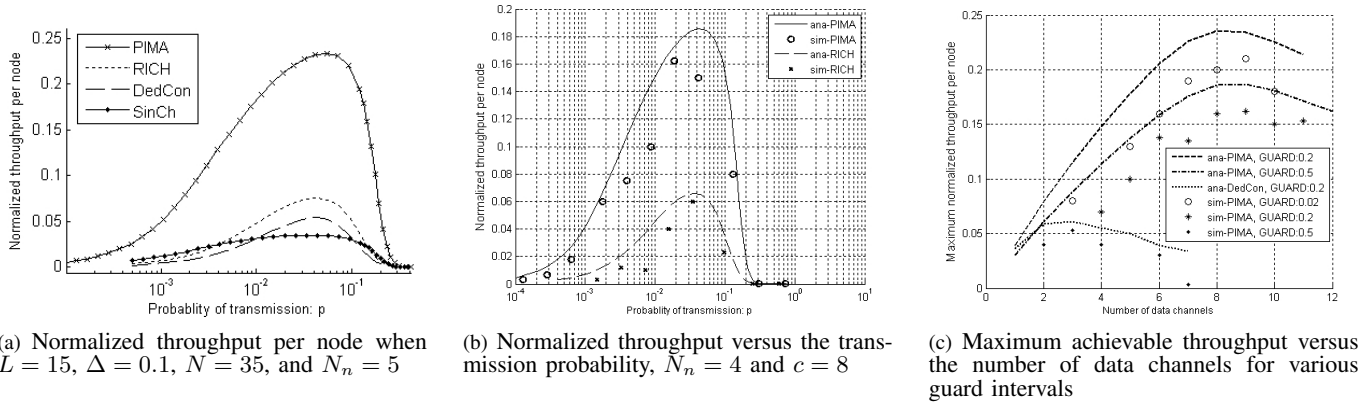 0.25
0.2
0.15
0.1
0.05
0
Normalized throughput per node
PIMA
RICH
DedCon
SinCh
10^-3
10^-2
10^-1
Probablity of transmission: p
(a) Normalized throughput per node when
L = 15, Δ = 0.1, N = 35, and N_n = 5
0.2
0.18
0.16
0.14
0.12
0.1
0.08
0.06
0.04
0.02
0
Normalized throughput per node
ana-PIMA
sim-PIMA
ana-RICH
sim-RICH
10^-4
10^-3
10^-2
10^-1
10^0
10^1
Probablity of transmission: p
(b) Normalized throughput versus the trans-
mission probability, N_n = 4 and c = 8
0.25
0.2
0.15
0.1
0.05
0
Maximum normalized throughput per node
ana-PIMA, GUARD:0.2
ana-PIMA, GUARD:0.5
ana-DedCon, GUARD:0.2
sim-PIMA, GUARD:0.02
sim-PIMA, GUARD:0.2
sim-PIMA, GUARD:0.5
0
2
4
6
8
10
12
Number of data channels
(c) Maximum achievable throughput versus
the number of data channels for various
guard intervals